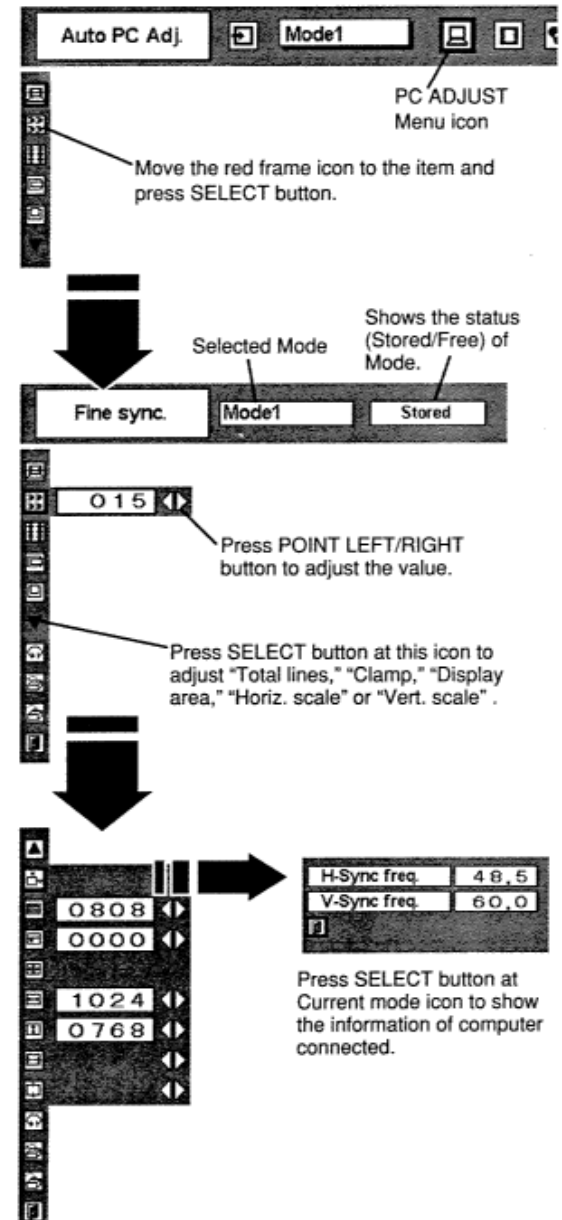 Auto PC Adj. Mode1
PC ADJUST
Menu icon
Move the red frame icon to the item and
press SELECT button.
Shows the status
(Stored/Free) of
Mode.
Selected Mode
Fine sync. Mode1 Stored
015
Press POINT LEFT/RIGHT
button to adjust the value.
Press SELECT button at this icon to
adjust “Total lines,” “Clamp,” “Display
area,” “Horiz. scale” or “Vert. scale” .
H-Sync freq. 48,5
V-Sync freq. 60,0
0808
0000
1024
0768
Press SELECT button at
Current mode icon to show
the information of computer
connected.